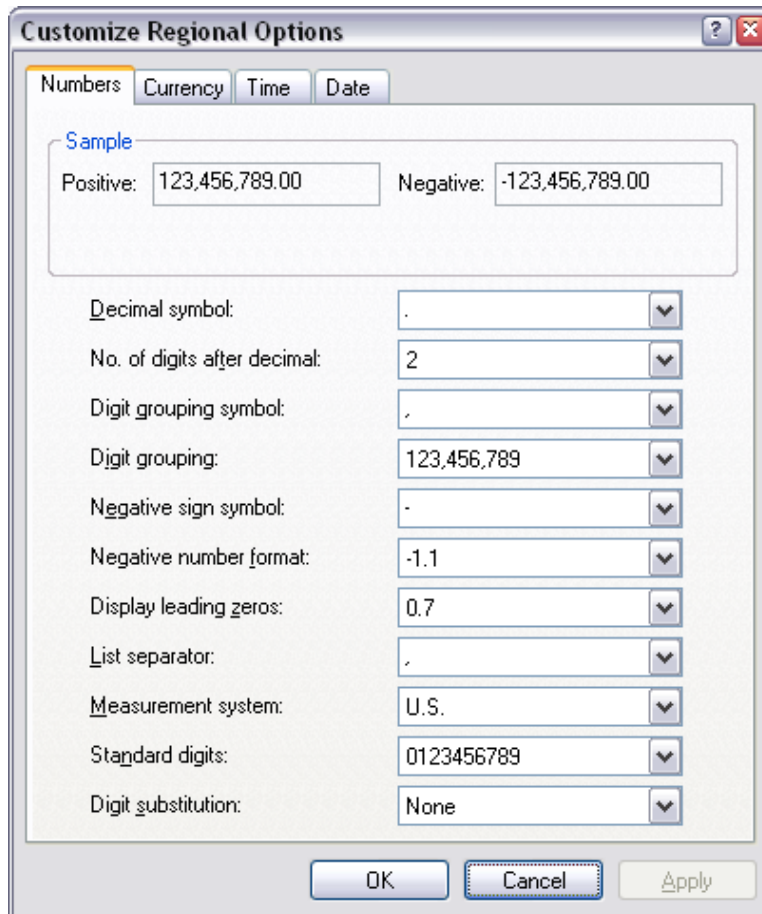 Customize Regional Options
Numbers Currency Time Date
Sample
Positive: 123,456,789.00 Negative: -123,456,789.00
Decimal symbol: .
No. of digits after decimal: 2
Digit grouping symbol: ,
Digit grouping: 123,456,789
Negative sign symbol: -
Negative number format: -1.1
Display leading zeros: 0.7
List separator: ,
Measurement system: U.S.
Standard digits: 0123456789
Digit substitution: None
OK Cancel Apply